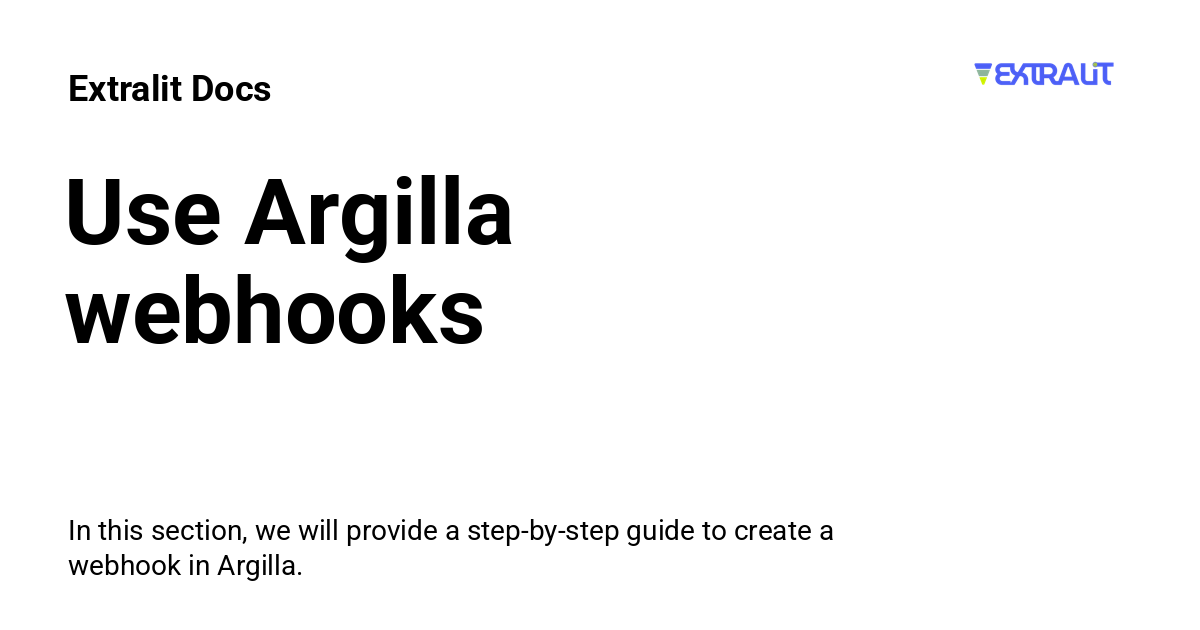 Extralit Docs
EXTRALIT
Use Argilla
webhooks
In this section, we will provide a step-by-step guide to create a
webhook in Argilla.